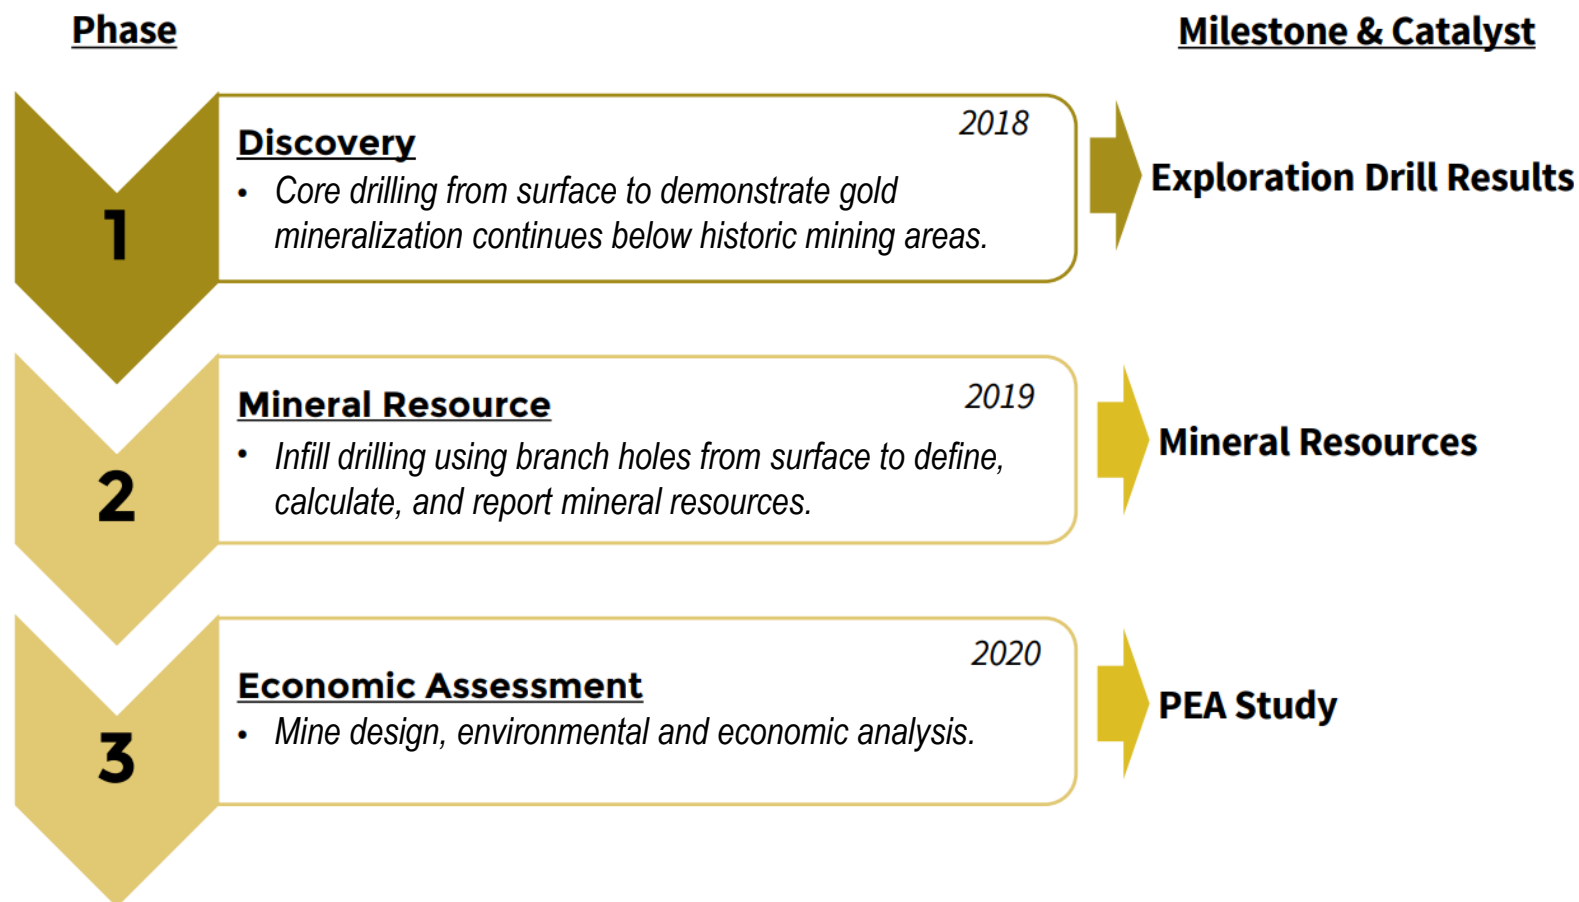 Phase
Milestone & Catalyst
1
Discovery
2018
• Core drilling from surface to demonstrate gold
mineralization continues below historic mining areas.
Exploration Drill Results
2
Mineral Resource
2019
• Infill drilling using branch holes from surface to define,
calculate, and report mineral resources.
Mineral Resources
3
Economic Assessment
2020
• Mine design, environmental and economic analysis.
PEA Study